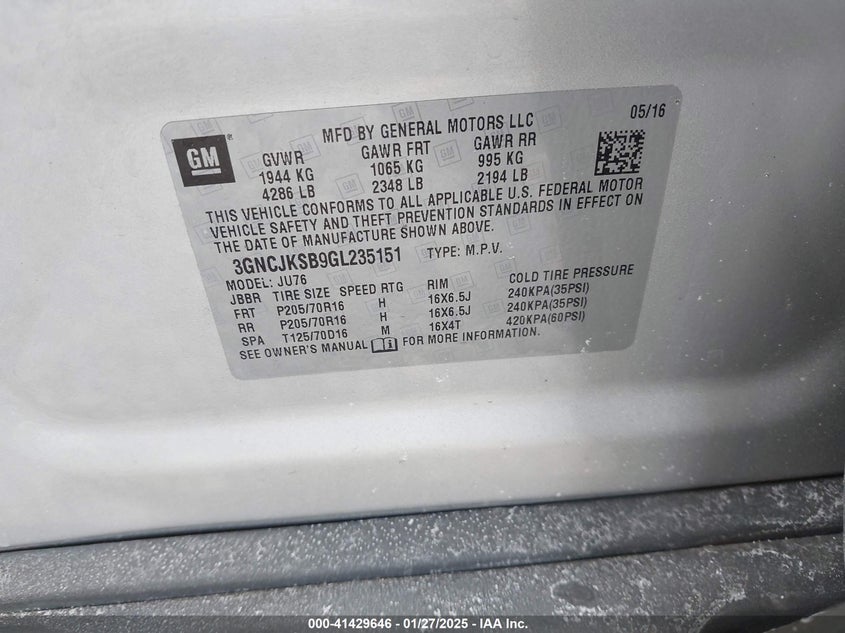 05/16
MFD BY GENERAL MOTORS LLC
GM
GVWR GAWR FRT GAWR RR
1944 KG 1065 KG 995 KG
4286 LB 2348 LB 2194 LB
THIS VEHICLE CONFORMS TO ALL APPLICABLE U.S. FEDERAL MOTOR
VEHICLE SAFETY AND THEFT PREVENTION STANDARDS IN EFFECT ON
THE DATE OF MANUFACTURE SHOWN ABOVE.
3GNCJKSB9GL235151 TYPE: M.P.V.
MODEL: JU76
JBBR TIRE SIZE SPEED RTG RIM COLD TIRE PRESSURE
FRT P205/70R16 H 16X6.5J 240KPA(35PSI)
RR P205/70R16 H 16X6.5J 240KPA(35PSI)
SPA T125/70D16 M 16X4T 420KPA(60PSI)
SEE OWNER'S MANUAL FOR MORE INFORMATION.
000-41429646 - 01/27/2025 - IAA Inc.